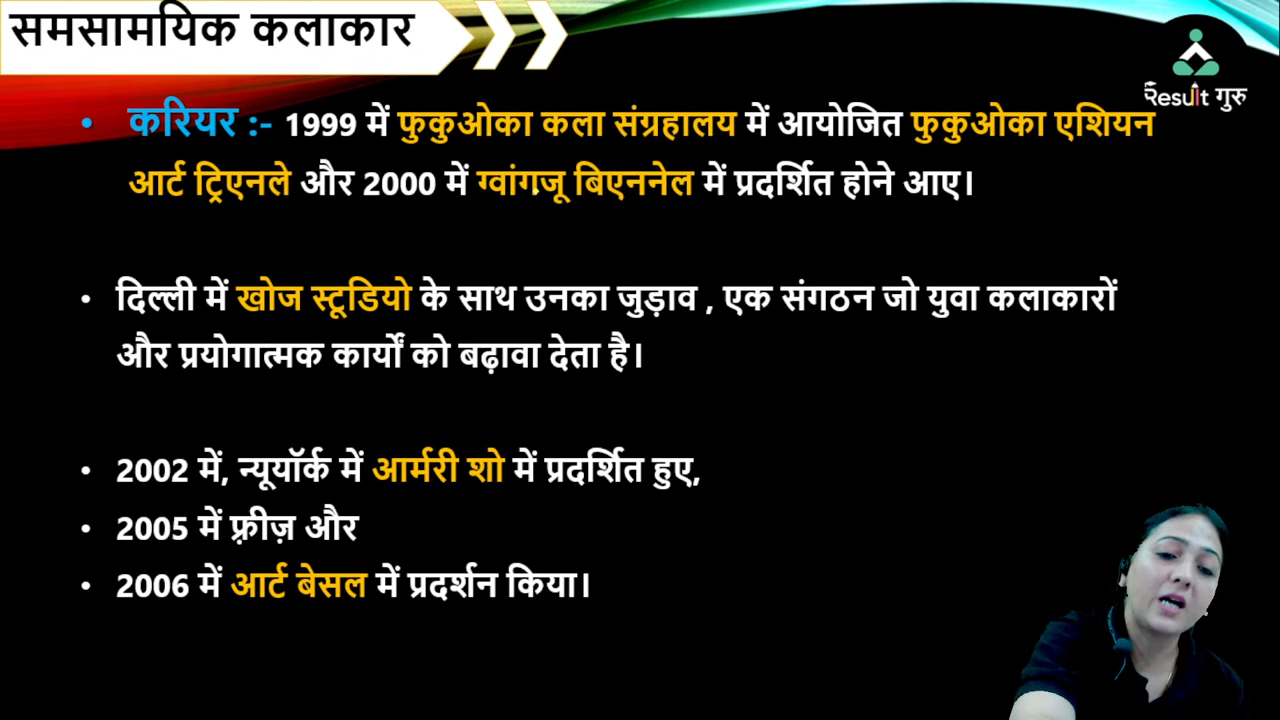 समसामयिक कलाकार
Result गुरु
• करियर :- 1999 में फुकुओका कला संग्रहालय में आयोजित फुकुओका एशियन
आर्ट ट्रिएनले और 2000 में ग्वांगजू बिएननेल में प्रदर्शित होने आए।
• दिल्ली में खोज स्टूडियो के साथ उनका जुड़ाव , एक संगठन जो युवा कलाकारों
और प्रयोगात्मक कार्यों को बढ़ावा देता है।
• 2002 में, न्यूयॉर्क में आर्मरी शो में प्रदर्शित हुए,
• 2005 में फ़्रीज़ और
• 2006 में आर्ट बेसल में प्रदर्शन किया।